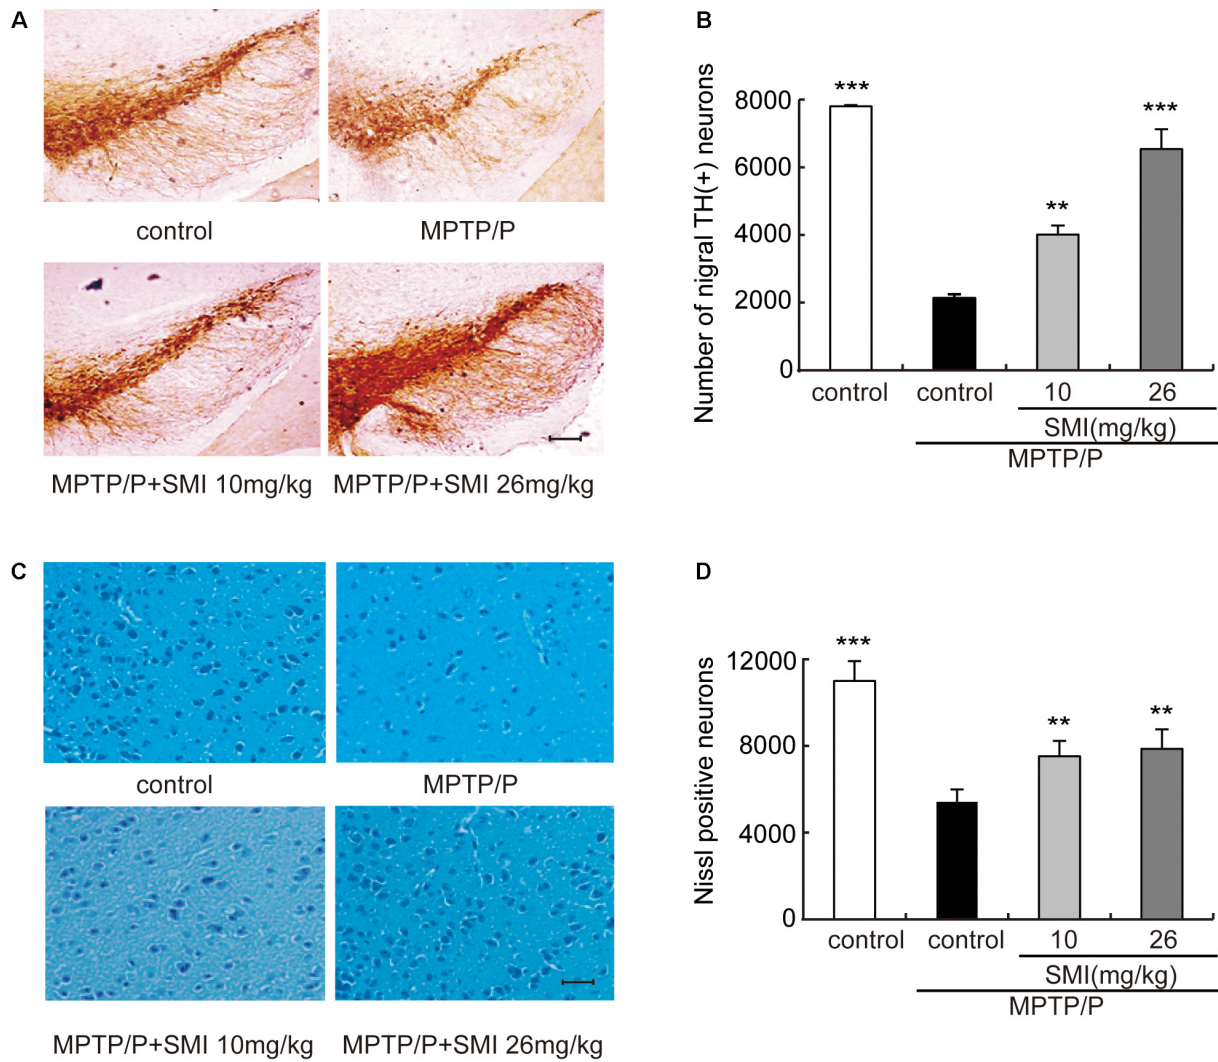 A
control
MPTP/P
MPTP/P+SMI 10mg/kg
MPTP/P+SMI 26mg/kg
B
Number of nigral TH(+) neurons
8000
6000
4000
2000
0
***
**
***
control
control
10
26
SMI(mg/kg)
MPTP/P
C
control
MPTP/P
MPTP/P+SMI 10mg/kg
MPTP/P+SMI 26mg/kg
D
Nissl positive neurons
12000
8000
4000
0
***
**
**
control
control
10
26
SMI(mg/kg)
MPTP/P